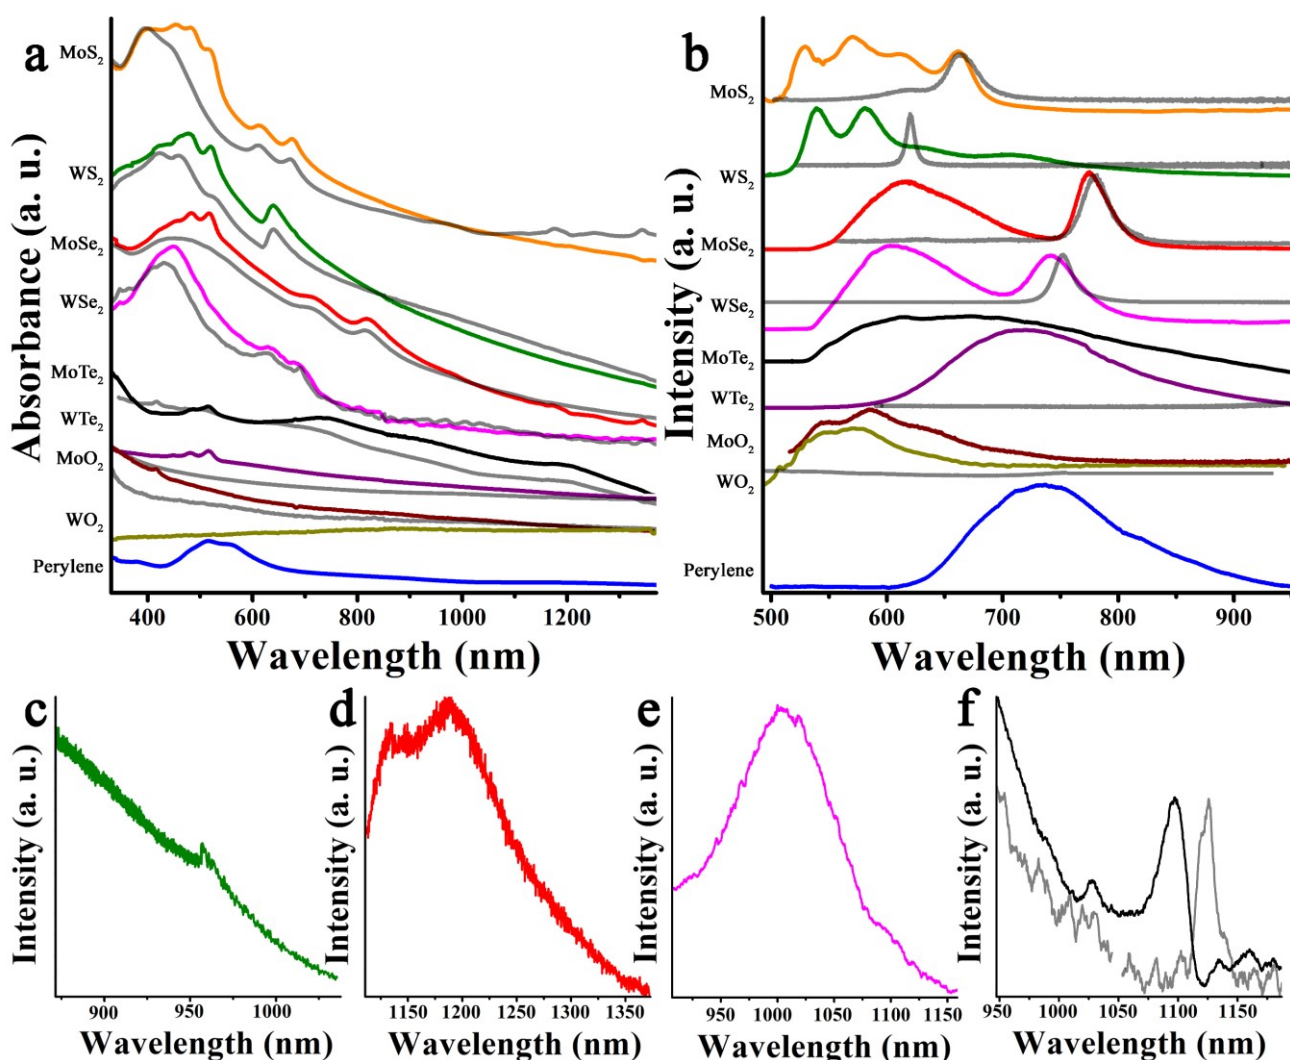 a
Absorbance (a. u.)
MoS₂
WS₂
MoSe₂
WSe₂
MoTe₂
WTe₂
MoO₂
WO₂
Perylene
400 600 800 1000 1200
Wavelength (nm)
b
Intensity (a. u.)
MoS₂
WS₂
MoSe₂
WSe₂
MoTe₂
WTe₂
MoO₂
WO₂
Perylene
500 600 700 800 900
Wavelength (nm)
c
Intensity (a. u.)
900 950 1000
Wavelength (nm)
d
Intensity (a. u.)
1150 1200 1250 1300 1350
Wavelength (nm)
e
Intensity (a. u.)
950 1000 1050 1100 1150
Wavelength (nm)
f
Intensity (a. u.)
950 1000 1050 1100 1150
Wavelength (nm)